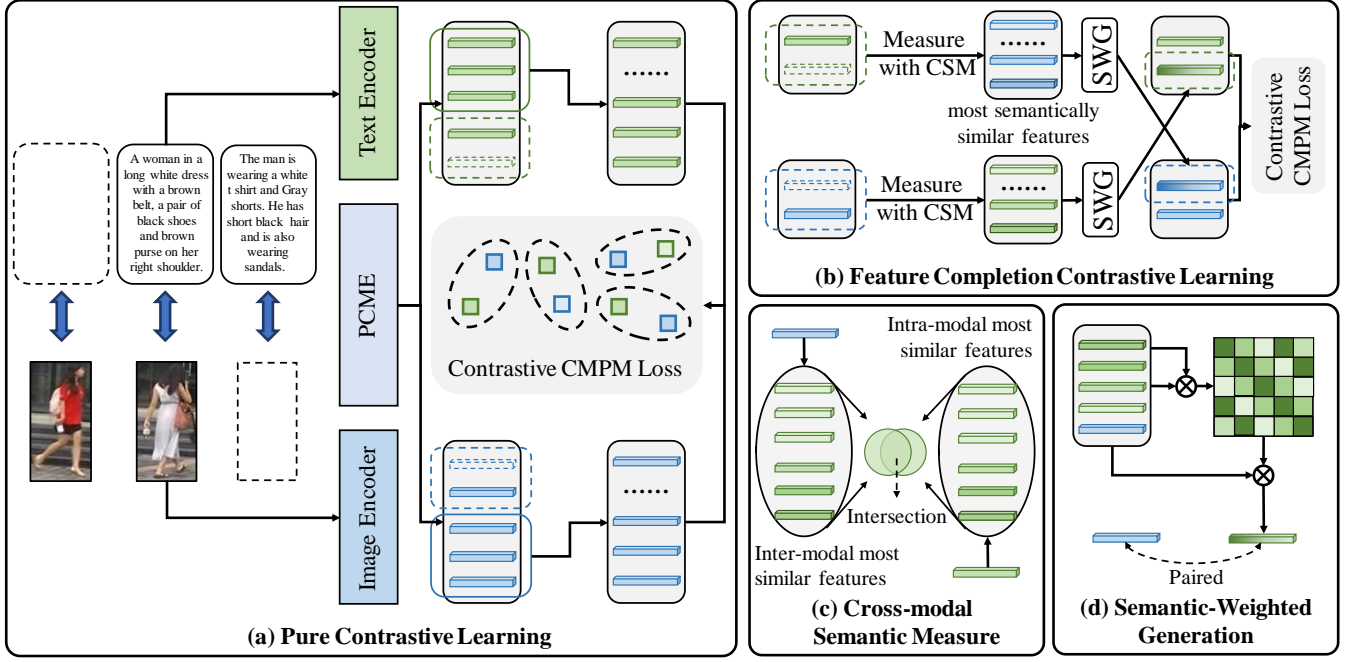 A woman in a
long white dress
with a brown
belt, a pair of
black shoes
and brown
purse on her
right shoulder.
The man is
wearing a white
t shirt and Gray
shorts. He has
short black hair
and is also
wearing
sandals.
Text Encoder
PCME
Image Encoder
......
Contrastive CMPM Loss
......
(a) Pure Contrastive Learning
Measure
with CSM
......
most semantically
similar features
SWG
Measure
with CSM
......
SWG
Contrastive
CMPM Loss
(b) Feature Completion Contrastive Learning
Intra-modal most
similar features
Intersection
Inter-modal most
similar features
(c) Cross-modal
Semantic Measure
Paired
(d) Semantic-Weighted
Generation